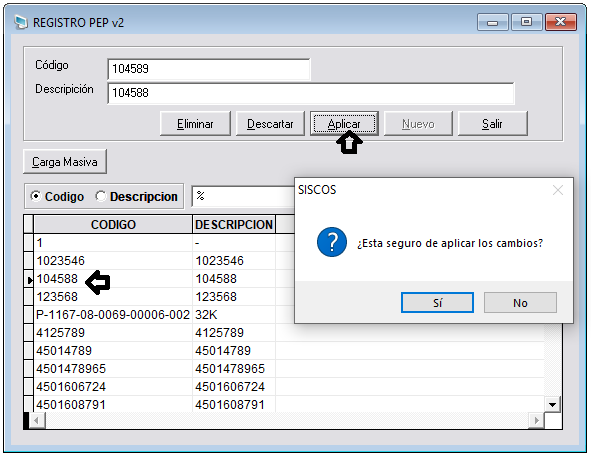 REGISTRO PEP v2
Código
104589
Descripición
104588
Eliminar
Descartar
Aplicar
Nuevo
Salir
Carga Masiva
Codigo
Descripcion
%
SISCOS
¿Esta seguro de aplicar los cambios?
Sí
No
CODIGO DESCRIPCION
1 -
1023546 1023546
104588 104588
123568 123568
P-1167-08-0069-00006-002 32K
4125789 4125789
45014789 45014789
4501478965 4501478965
4501606724 4501606724
4501608791 4501608791